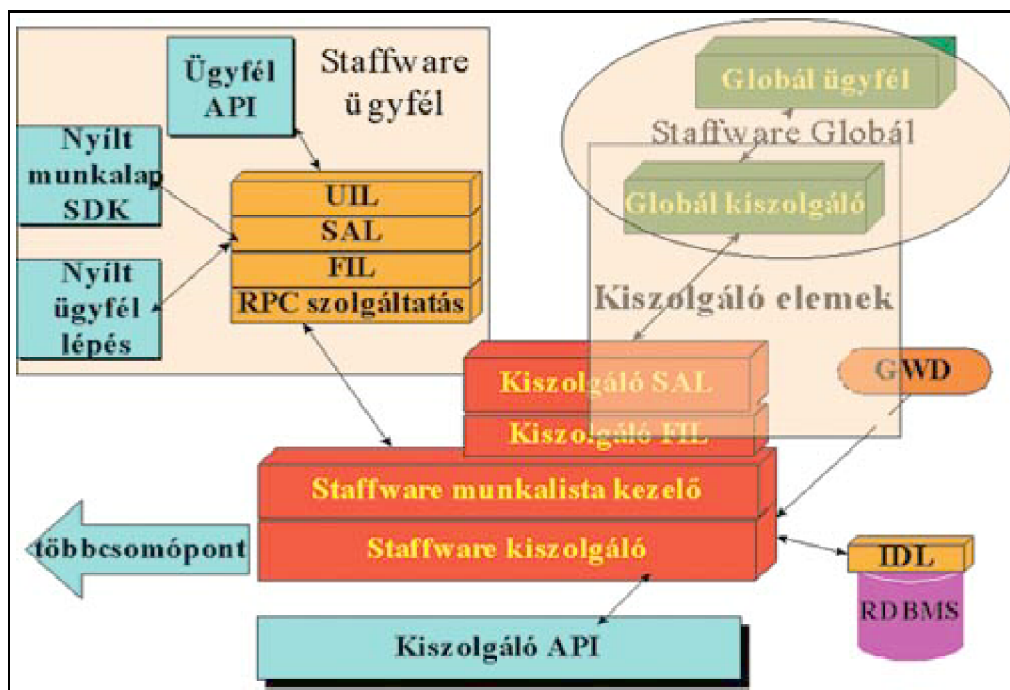 Ügyfél
API
Staffware
ügyfél
Nyílt
munkalap
SDK
Nyílt
ügyfél
lépés
UIL
SAL
FIL
RPC szolgáltatás
Globál ügyfél
Staffware Globál
Globál kiszolgáló
Kiszolgáló elemek
Kiszolgáló SAL
Kiszolgáló FIL
GWD
Staffware munkalista kezelő
Staffware kiszolgáló
többcsomópont
IDL
RDBMS
Kiszolgáló API